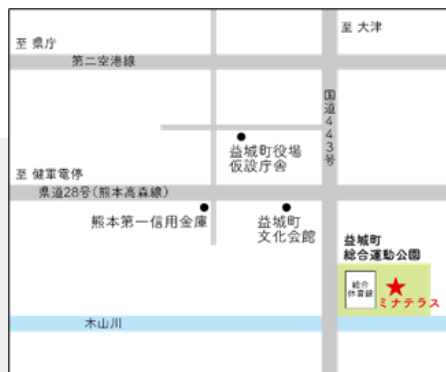 至 大津
至 県庁
第二空港線
国道443号
益城町役場
仮設庁舎
至 健軍電停
県道28号(熊本高森線)
熊本第一信用金庫
益城町
文化会館
益城町
総合運動公園
総合
体育館
ミナテラス
木山川